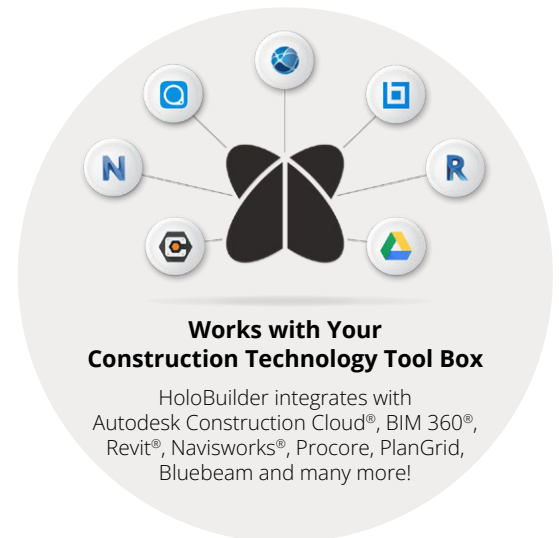 N
R
Works with Your
Construction Technology Tool Box
HoloBuilder integrates with
Autodesk Construction Cloud®, BIM 360®,
Revit®, Navisworks®, Procore, PlanGrid,
Bluebeam and many more!